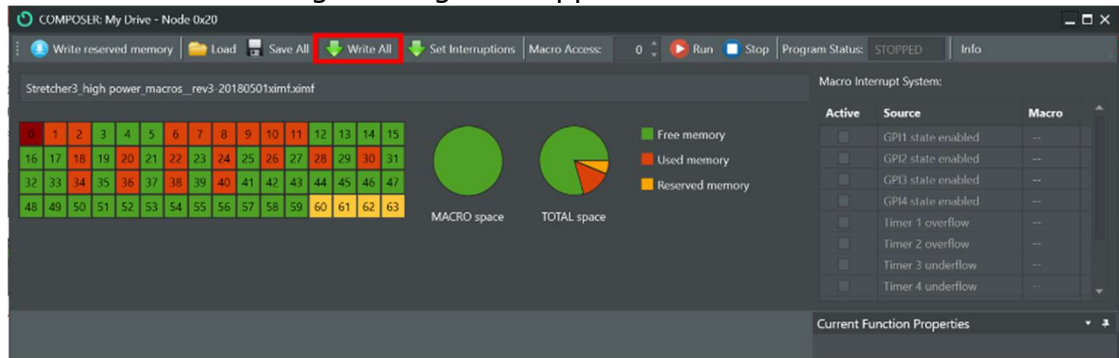 COMPOSER: My Drive - Node 0x20
Write reserved memory Load Save All Write All Set Interruptions Macro Access: 0 Run Stop Program Status: STOPPED Info
Stretcher3_high power_macros__rev3-20180501ximf.ximf
0 1 2 3 4 5 6 7 8 9 10 11 12 13 14 15
16 17 18 19 20 21 22 23 24 25 26 27 28 29 30 31
32 33 34 35 36 37 38 39 40 41 42 43 44 45 46 47
48 49 50 51 52 53 54 55 56 57 58 59 60 61 62 63
MACRO space
TOTAL space
Free memory
Used memory
Reserved memory
Macro Interrupt System:
Active Source Macro
GPI1 state enabled --
GPI2 state enabled --
GPI3 state enabled --
GPI4 state enabled --
Timer 1 overflow --
Timer 2 overflow --
Timer 3 underflow --
Timer 4 underflow --
Current Function Properties